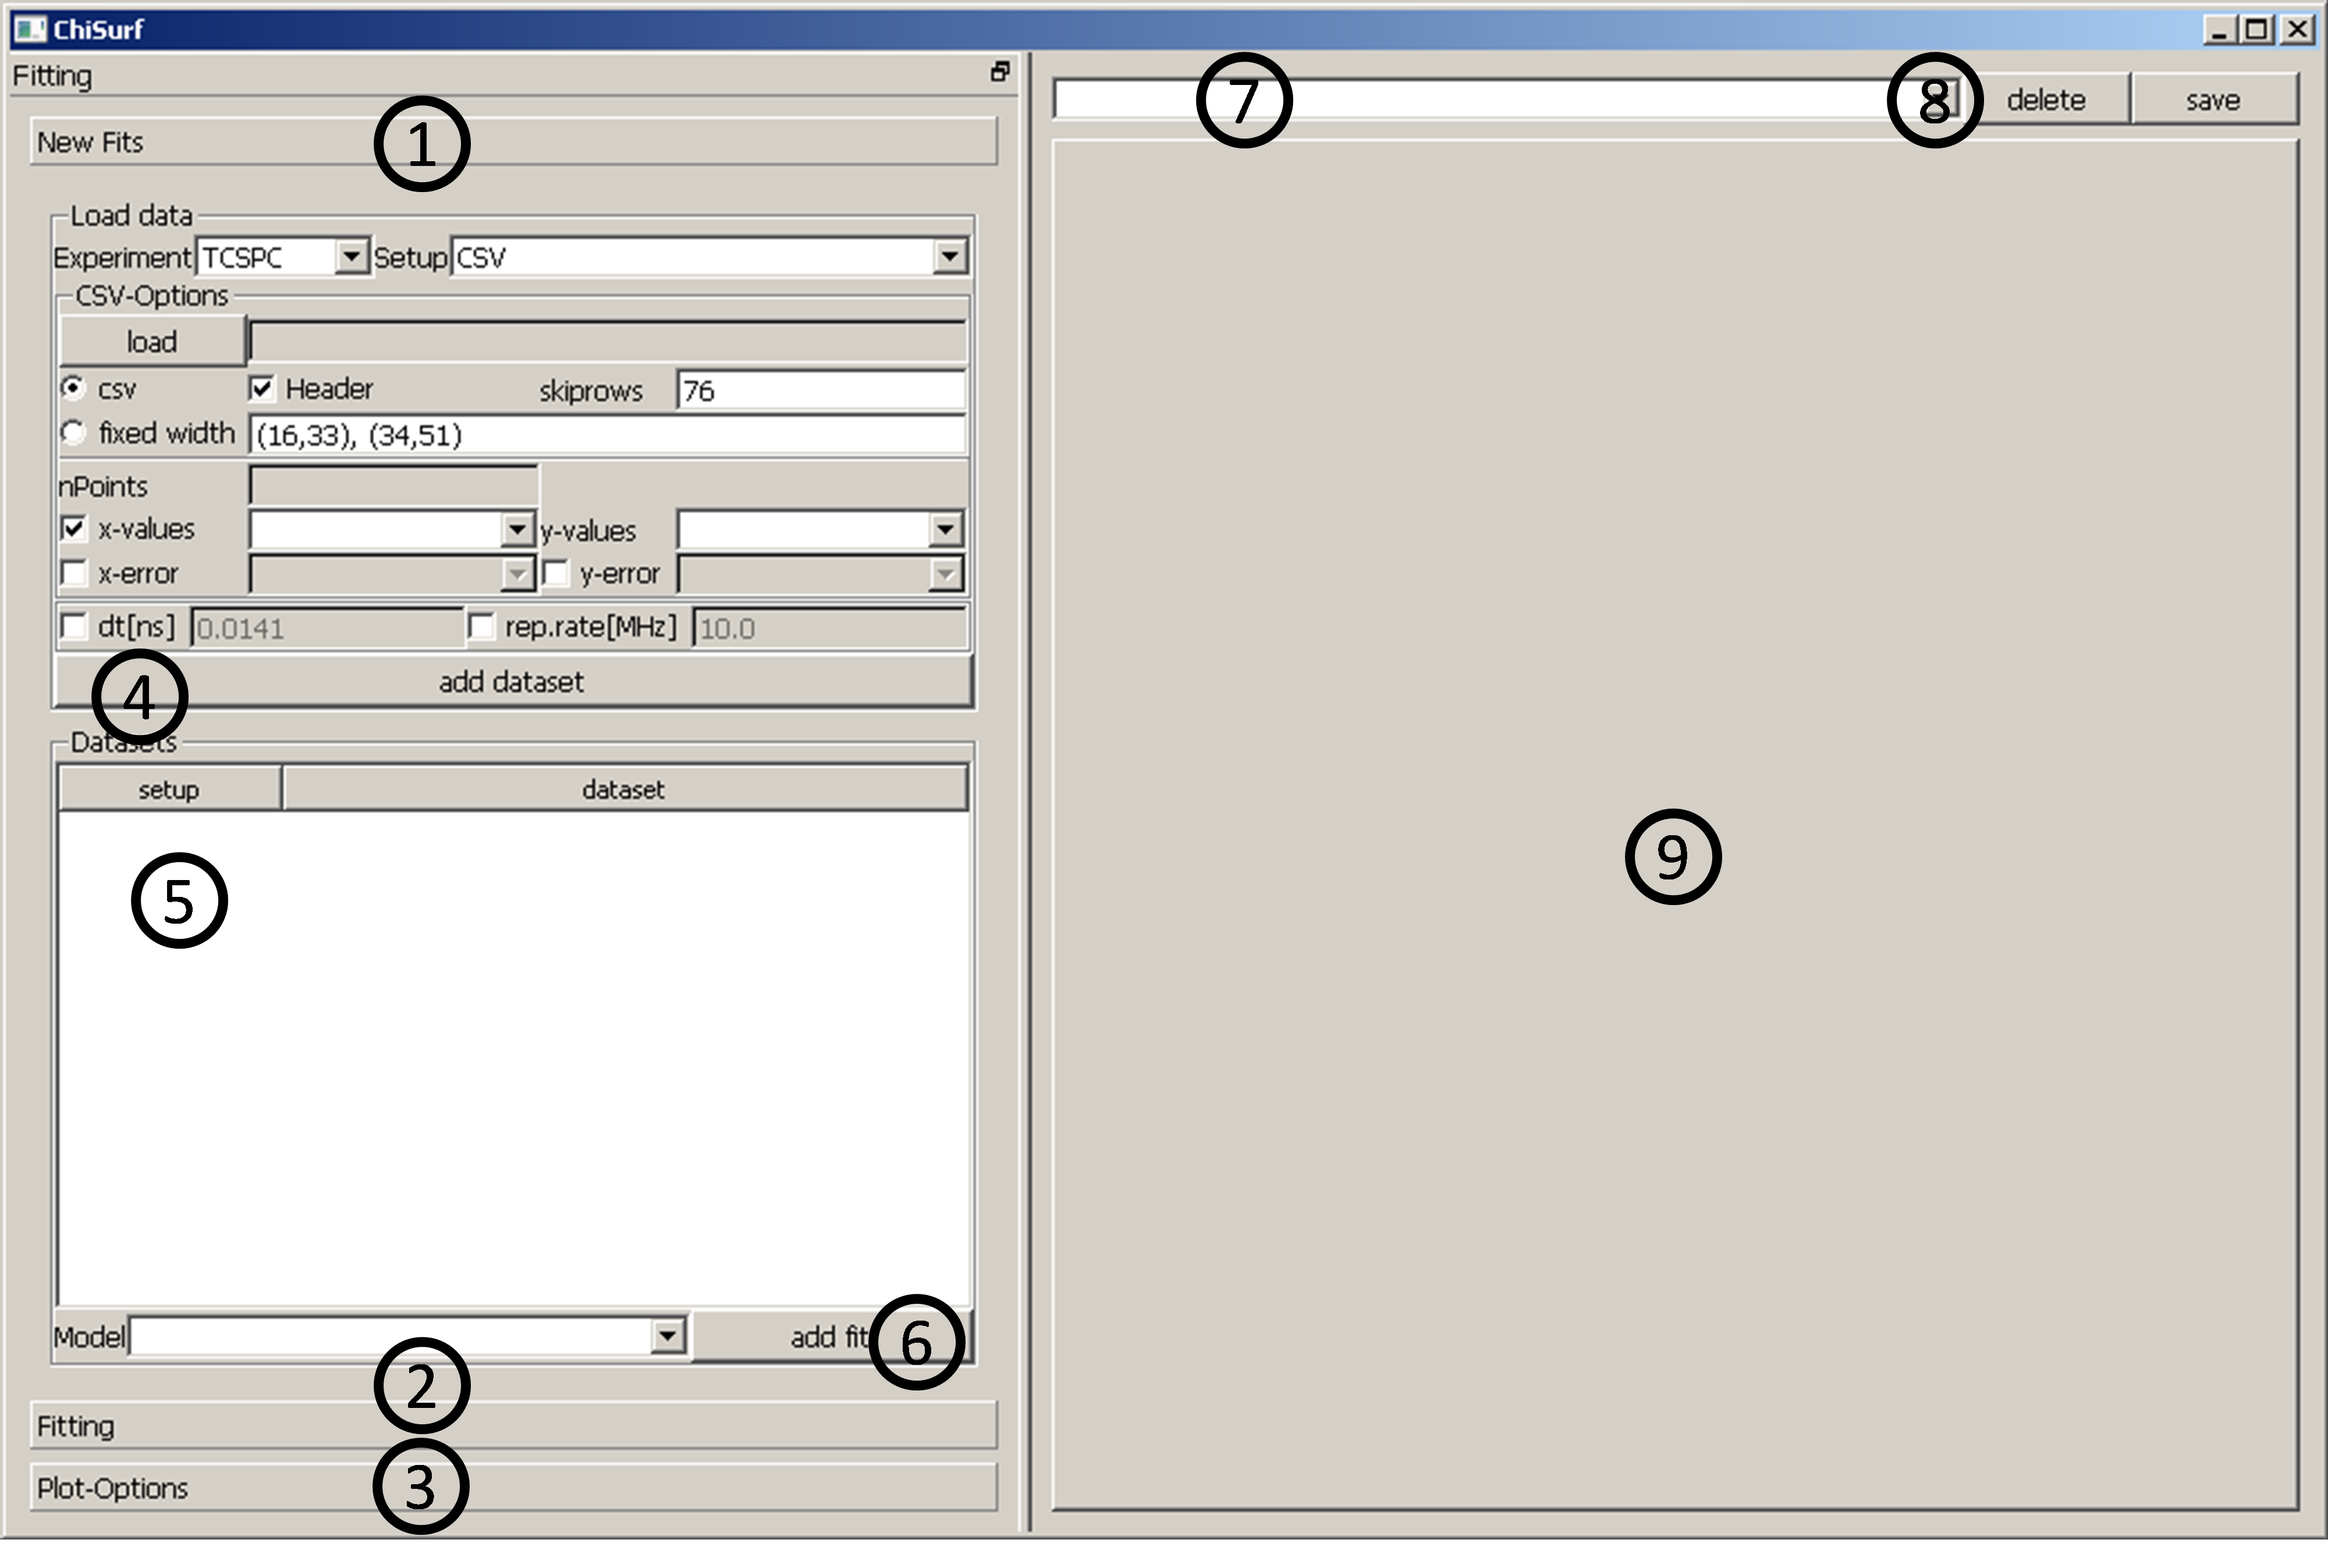 ChiSurf
Fitting
New Fits
1
7
8
delete
save
Load data
Experiment TCSPC Setup CSV
CSV-Options
load
csv Header skiprows 76
fixed width (16,33), (34,51)
nPoints
x-values y-values
x-error y-error
dt[ns] 0.0141 rep.rate[MHz] 10.0
add dataset
4
Datasets
setup dataset
5
9
Model add fit
6
2
Fitting
3
Plot-Options